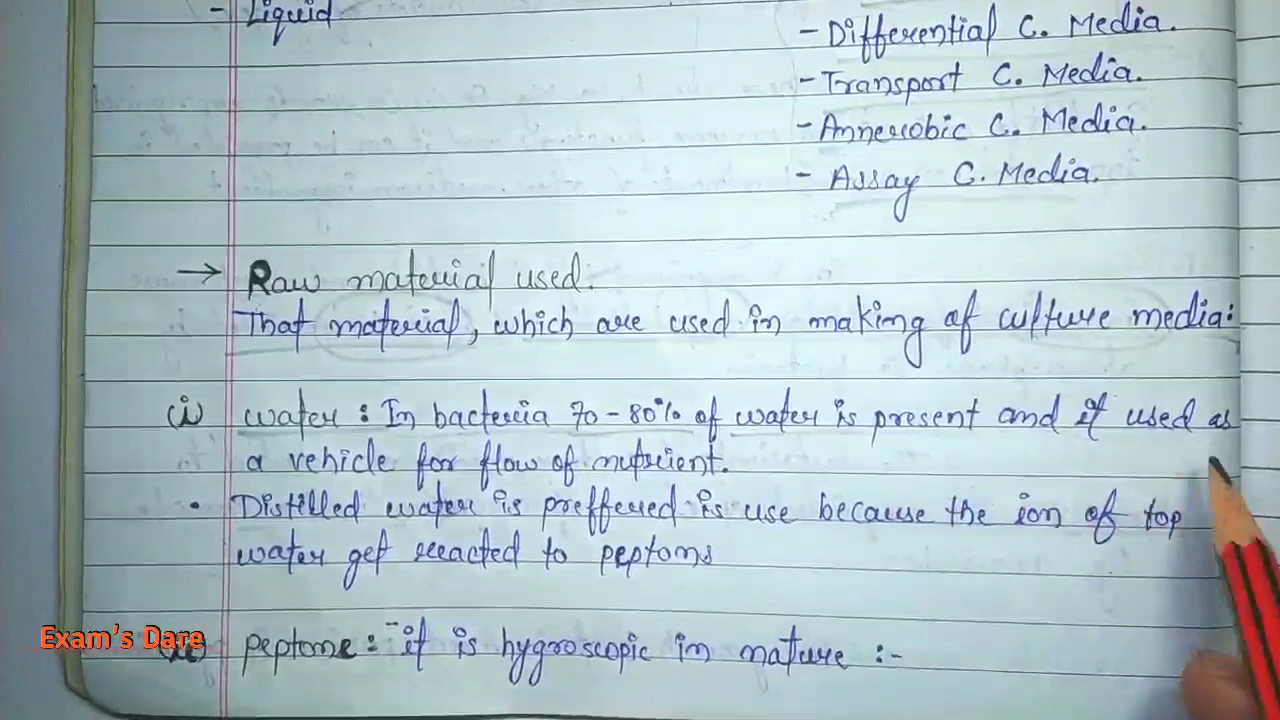 - Liquid
- Differential C. Media.
- Transport C. Media.
- Annerobic C. Media.
- Assay C. Media.
→ Raw material used:
That material, which are used in making of culture media:
(i) water : In bacteria 70-80% of water is present and it used as
a vehicle for flow of nutrient.
• Distilled water is preffered is use because the ion of top
water get reacted to peptoms
peptome : - it is hygroscopic in nature :-
Exam's Dare